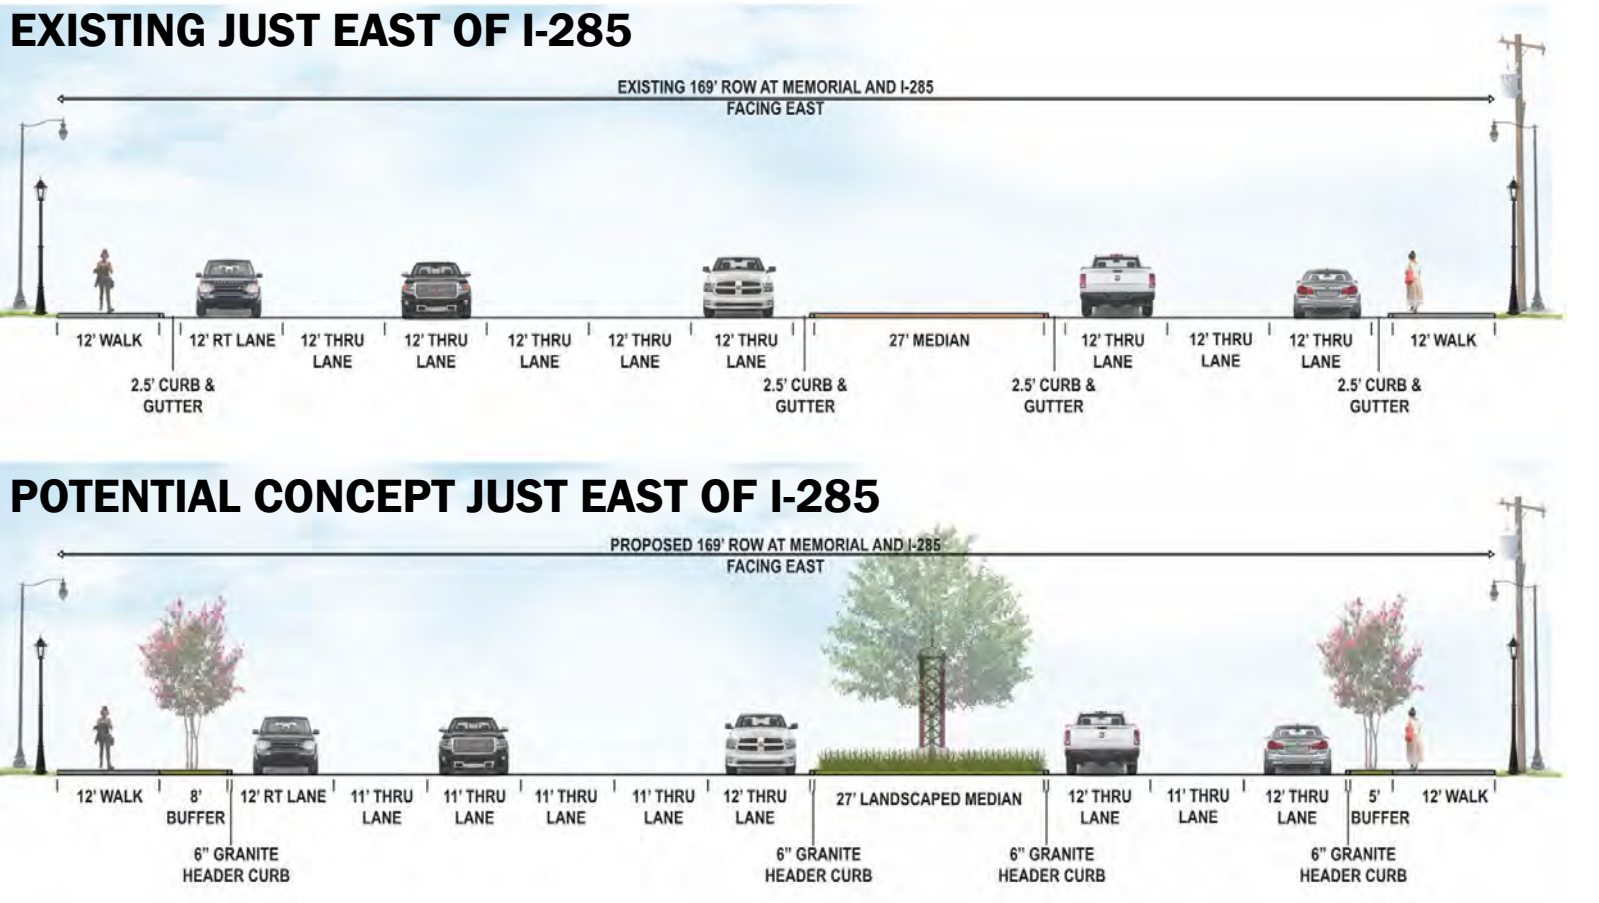 EXISTING JUST EAST OF I-285
EXISTING 169' ROW AT MEMORIAL AND I-285
FACING EAST
12' WALK
12' RT LANE
12' THRU
LANE
12' THRU
LANE
12' THRU
LANE
12' THRU
LANE
12' THRU
LANE
27' MEDIAN
12' THRU
LANE
12' THRU
LANE
12' THRU
LANE
12' WALK
2.5' CURB &
GUTTER
2.5' CURB &
GUTTER
2.5' CURB &
GUTTER
2.5' CURB &
GUTTER
POTENTIAL CONCEPT JUST EAST OF I-285
PROPOSED 169' ROW AT MEMORIAL AND I-285
FACING EAST
12' WALK
8'
BUFFER
12' RT LANE
11' THRU
LANE
11' THRU
LANE
11' THRU
LANE
11' THRU
LANE
12' THRU
LANE
27' LANDSCAPED MEDIAN
12' THRU
LANE
11' THRU
LANE
12' THRU
LANE
5'
BUFFER
12' WALK
6" GRANITE
HEADER CURB
6" GRANITE
HEADER CURB
6" GRANITE
HEADER CURB
6" GRANITE
HEADER CURB